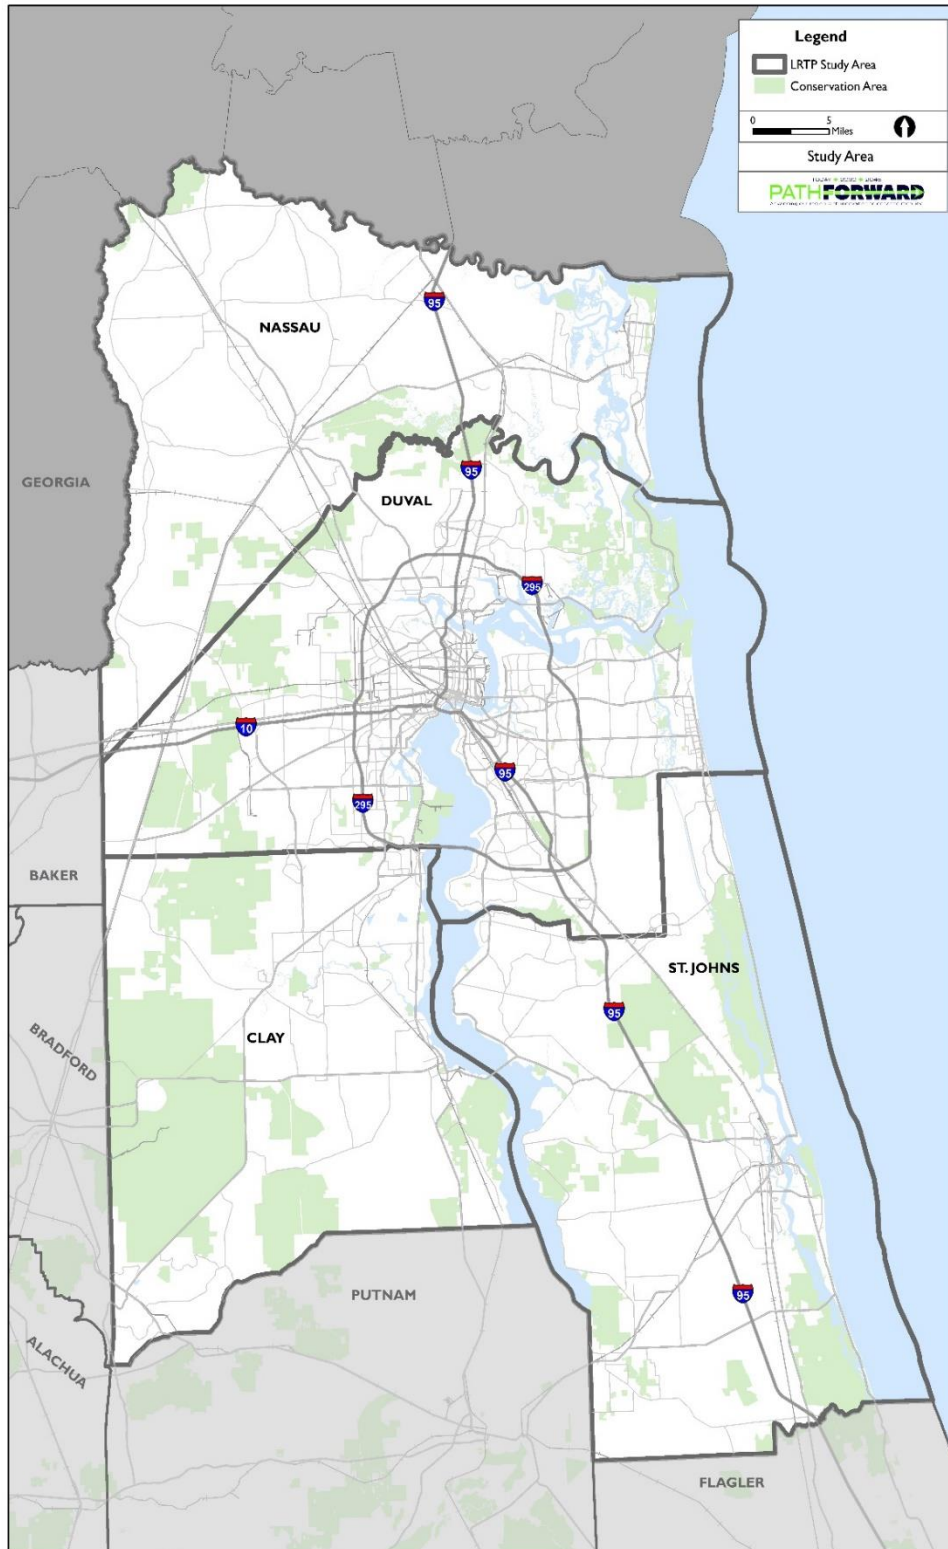 Legend
LRTP Study Area
Conservation Area
0 5
Miles
Study Area
PATHFORWARD
95
NASSAU
GEORGIA
95
DUVAL
295
10
95
295
BAKER
ST. JOHNS
95
CLAY
BRADFORD
PUTNAM
95
ALACHUA
FLAGLER